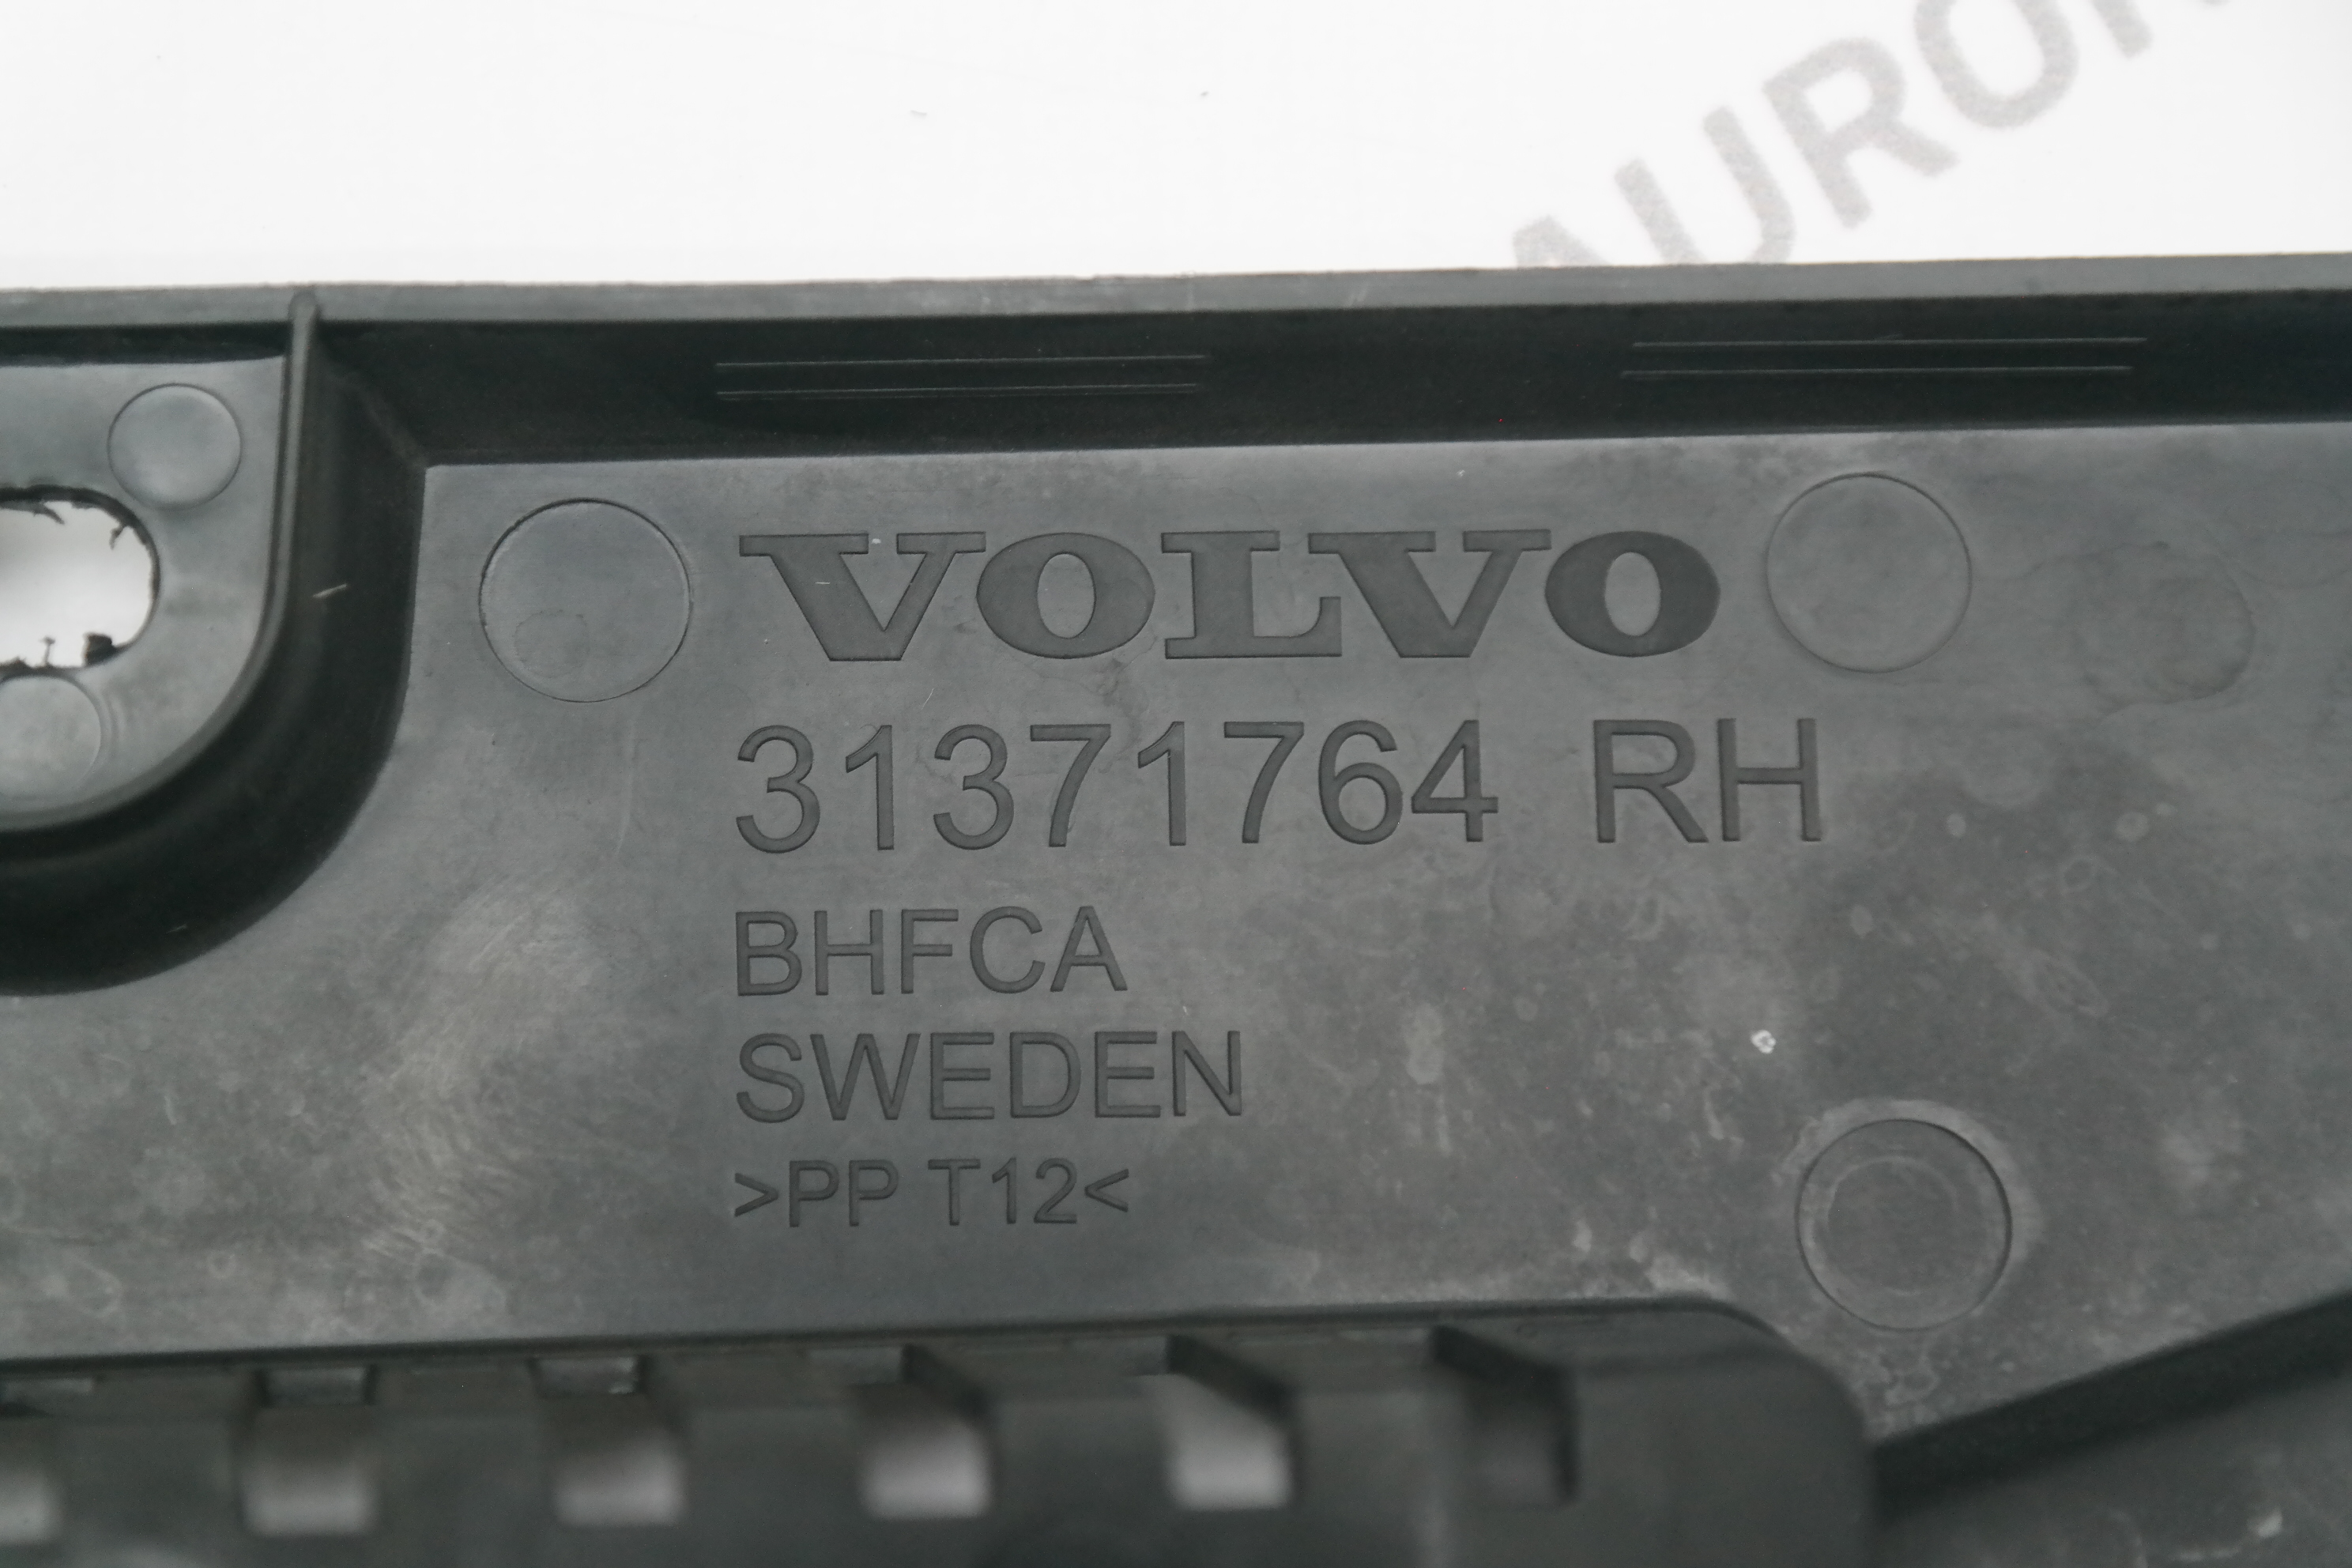 VOLVO
31371764 RH
BHFCA
SWEDEN
>PP T12<